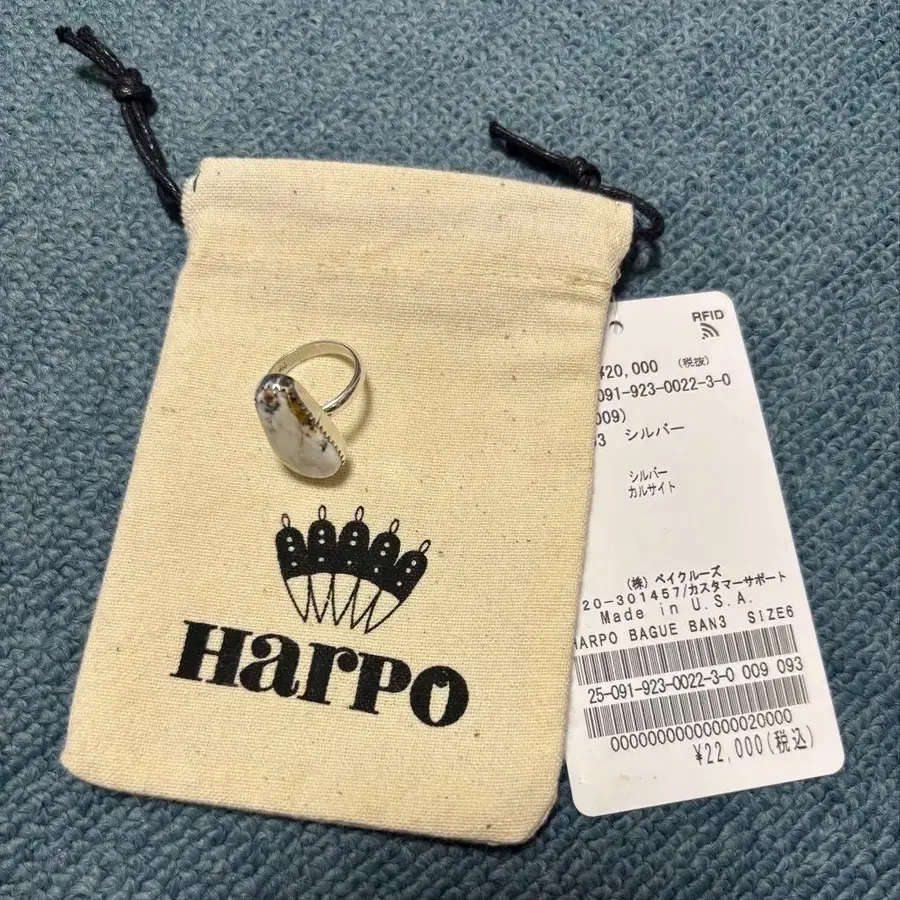 HARPO
RFID
¥20,000 (税抜)
091-923-0022-3-0
009)
3 シルバー
シルバー
カルサイト
(株) ベイクルーズ
20-301457/カスタマーサポート
Made in U.S.A.
HARPO BAGUE BAN3 SIZE6
25-091-923-0022-3-0 009 093
00000000000000020000
¥22,000(税込)